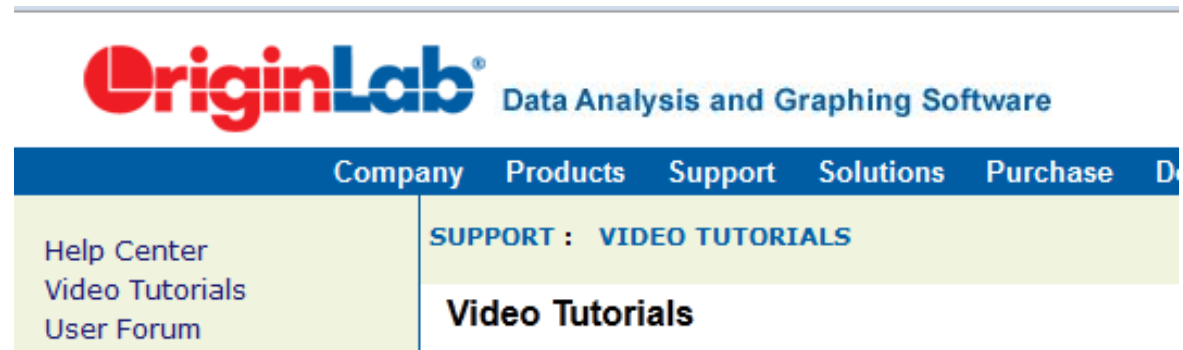 OriginLab® Data Analysis and Graphing Software
Company Products Support Solutions Purchase
Help Center
Video Tutorials
User Forum
SUPPORT : VIDEO TUTORIALS
Video Tutorials